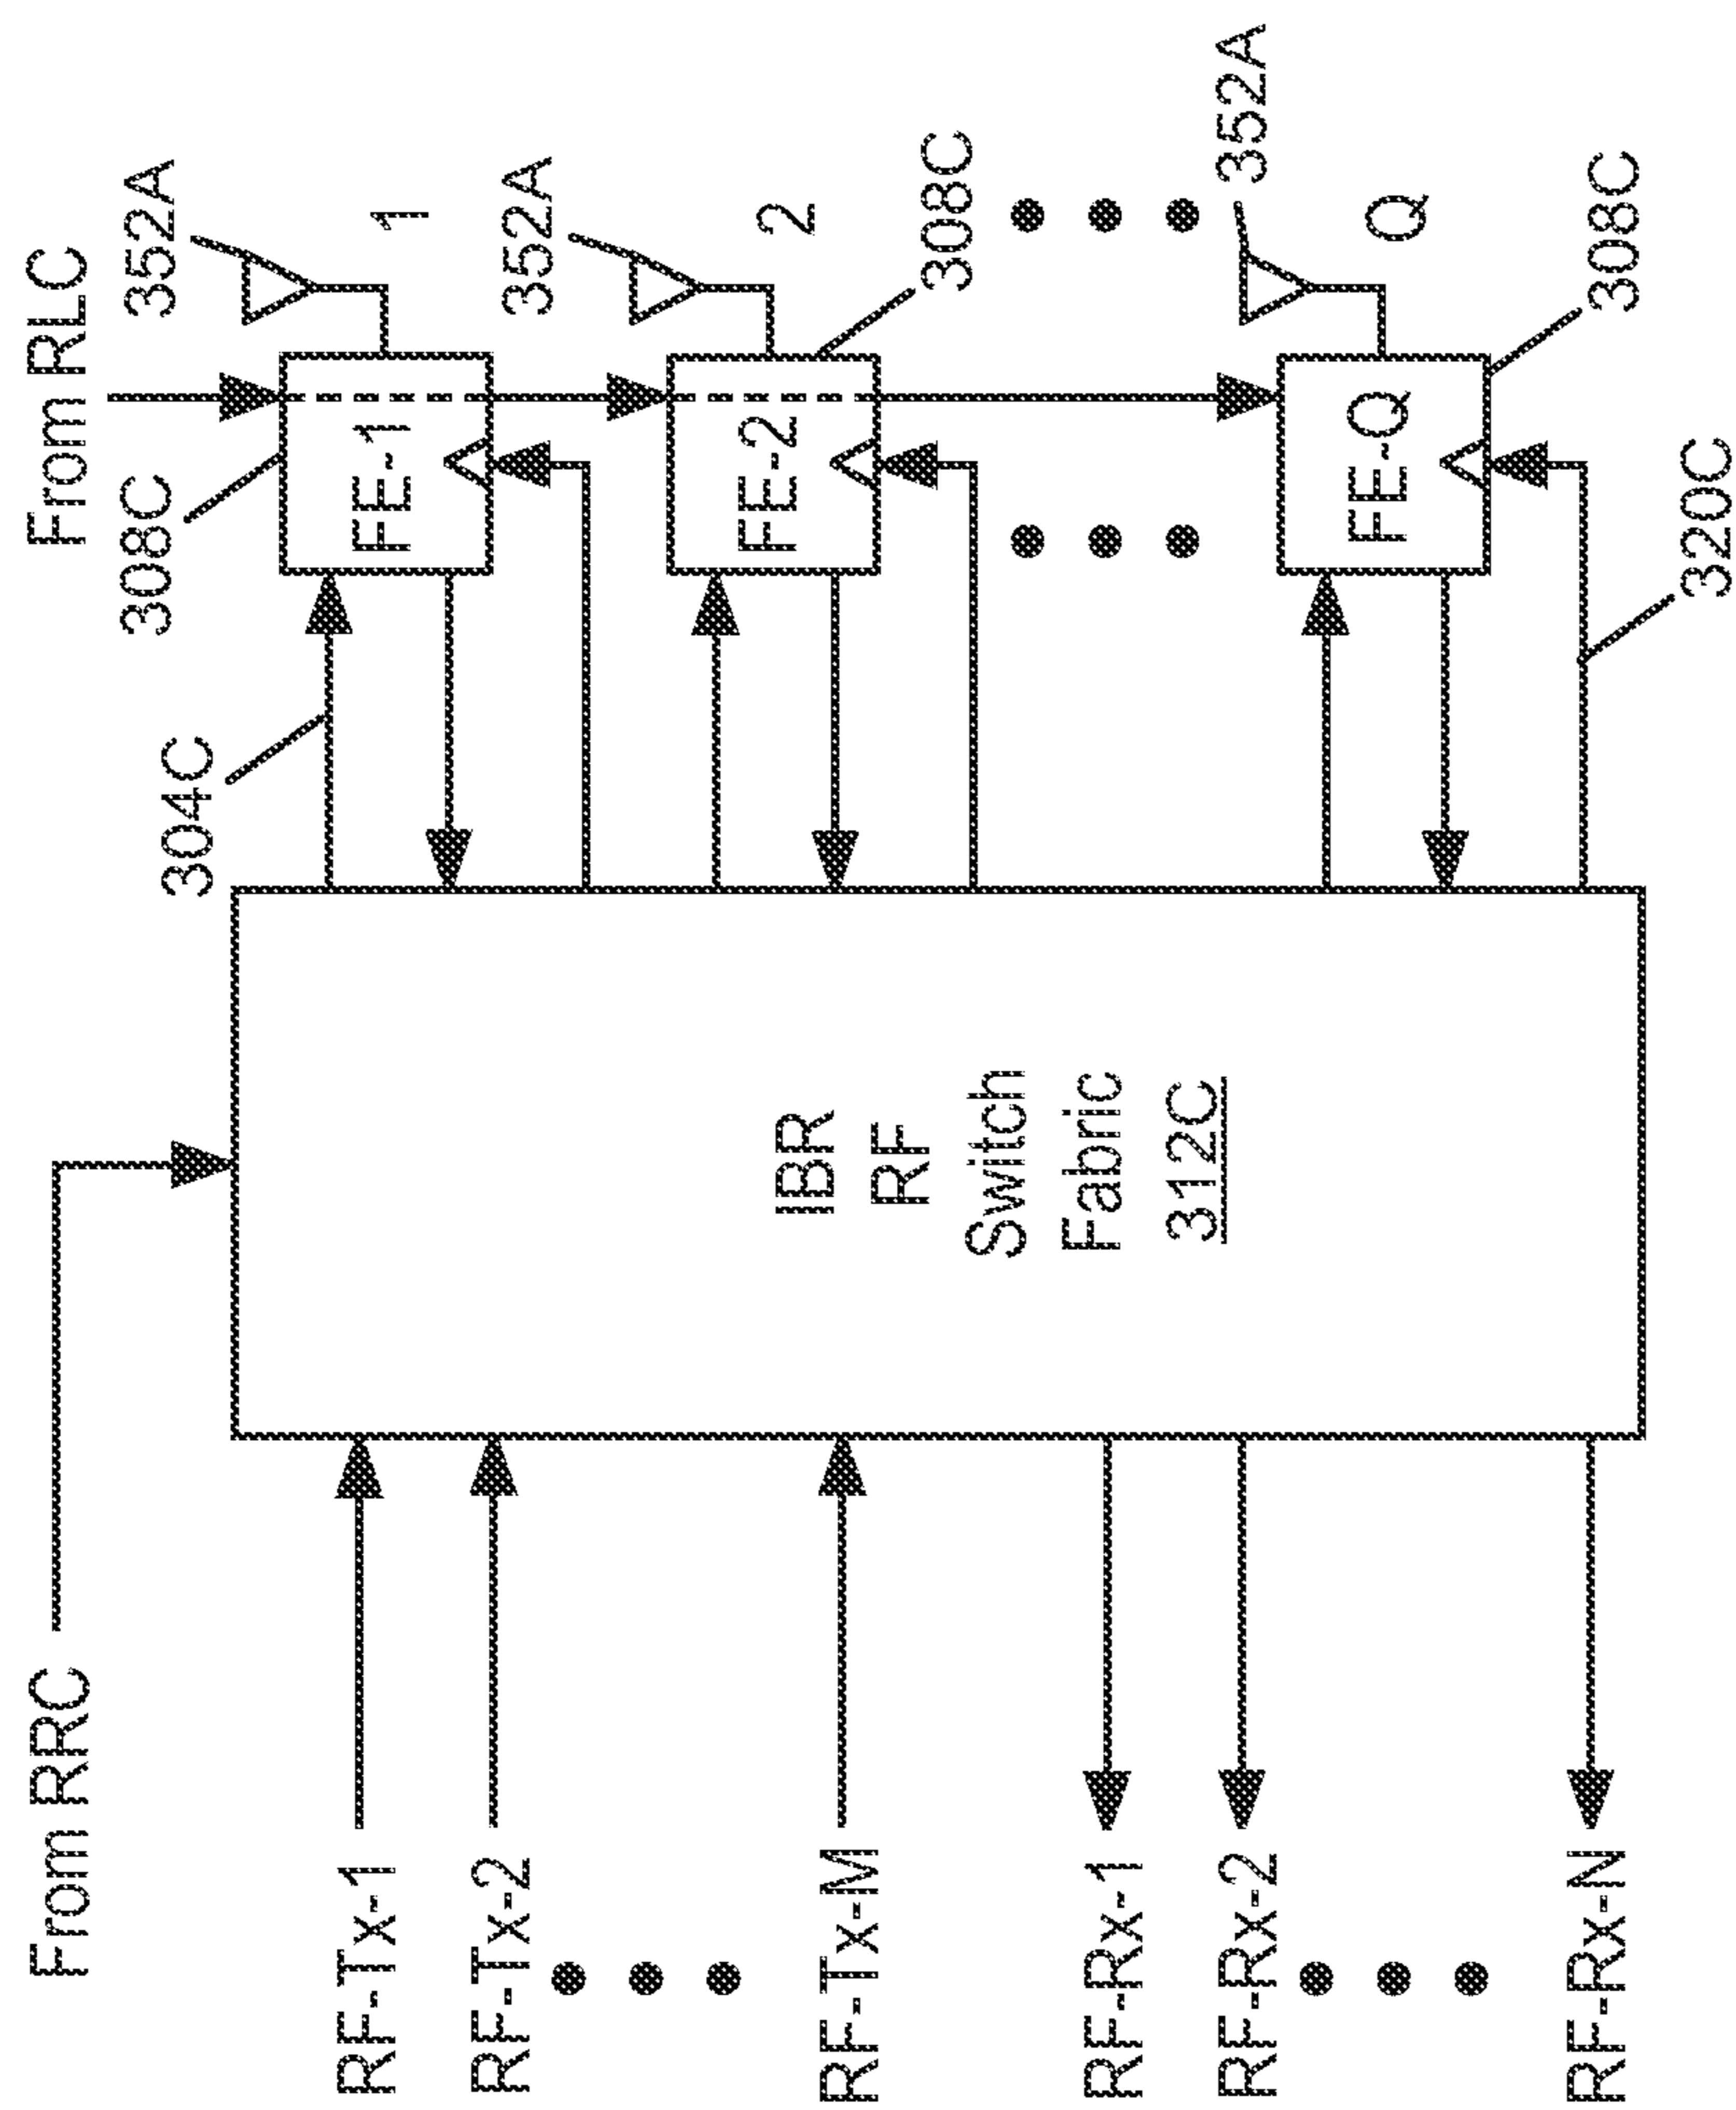 From RRC
From RLC
RF-Tx-1
RF-Tx-2
RF-Tx-M
RF-Rx-1
RF-Rx-2
RF-Rx-N
IBR
RF
Switch
Fabric
312C
304C
308C
352A
FE-1
1
352A
FE-2
2
308C
352A
FE-Q
Q
308C
320C